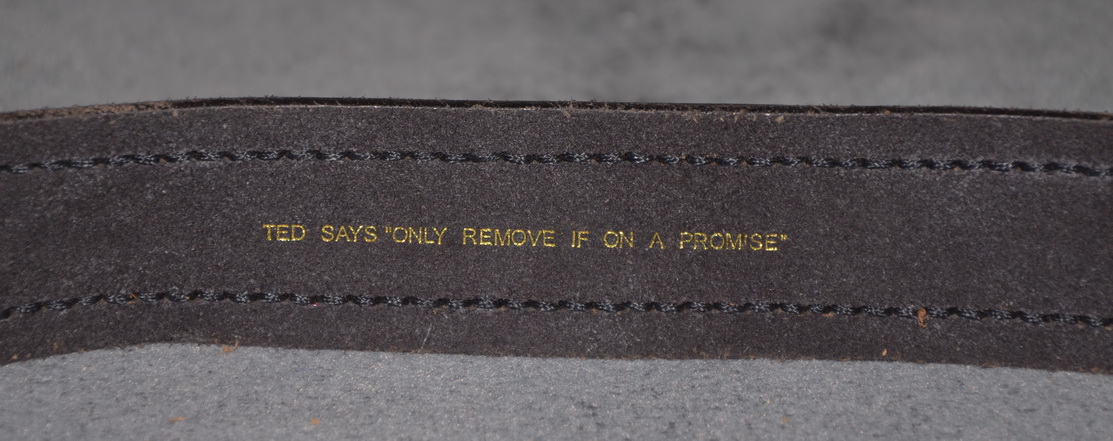 TED SAYS "ONLY REMOVE IF ON A PROMISE"